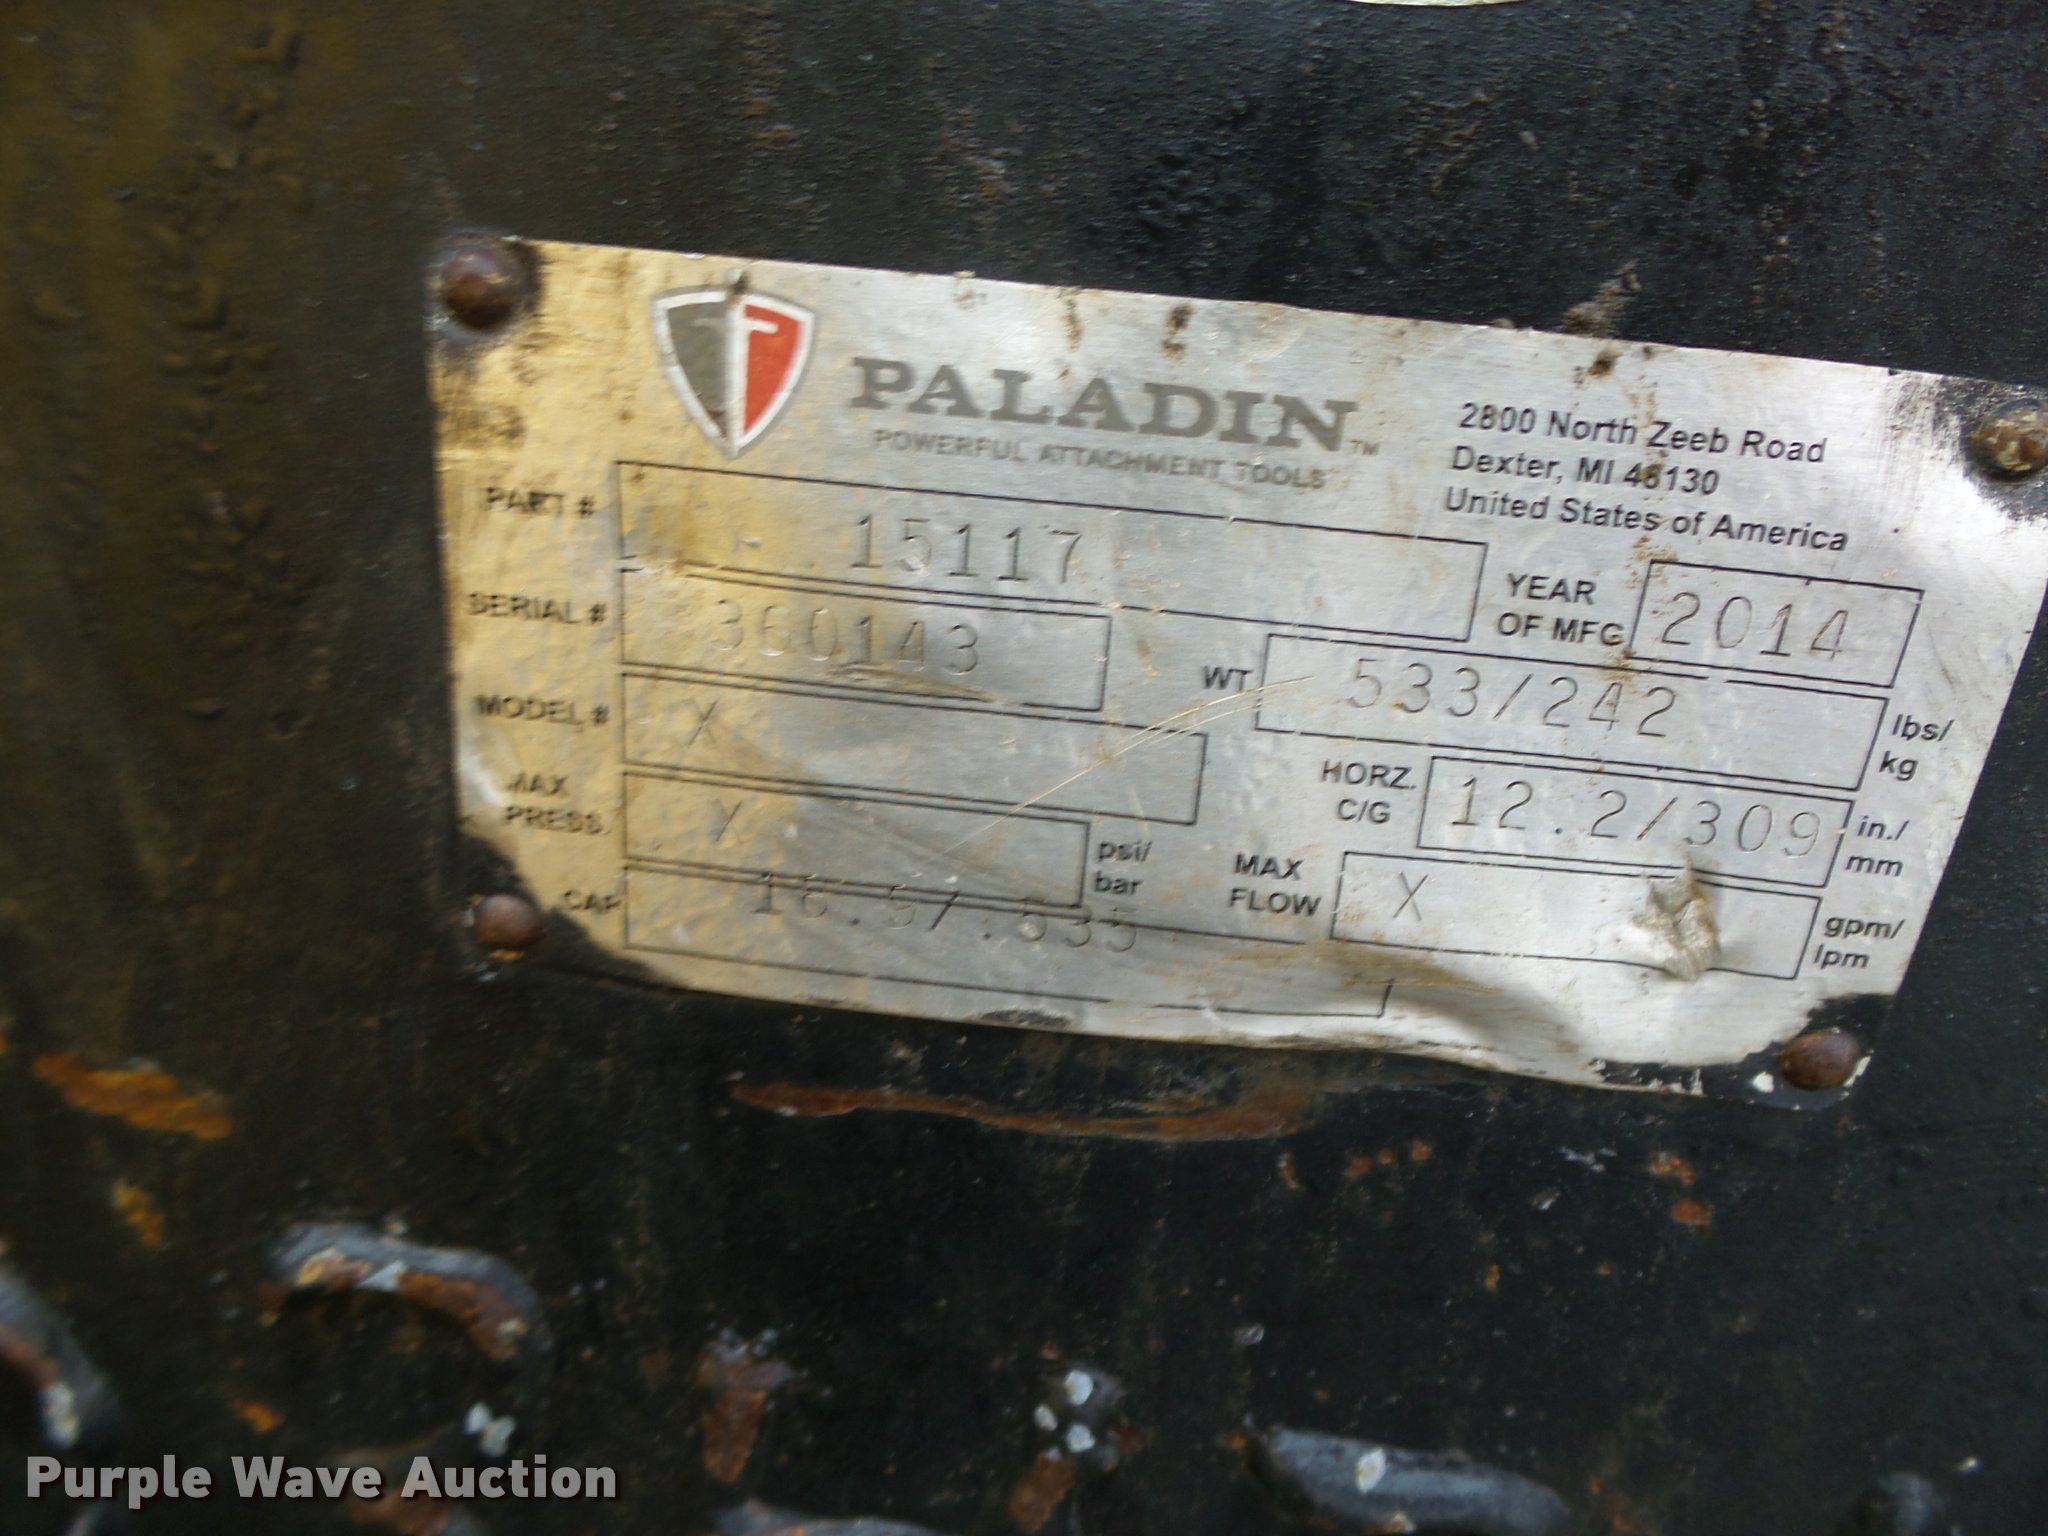 PALADIN™
POWERFUL ATTACHMENT TOOLS
2800 North Zeeb Road
Dexter, MI 48130
United States of America
PART # 15117
YEAR OF MFG 2014
SERIAL # 360143
WT 533/242 lbs/kg
MODEL # X
HORZ. C/G 12.2/309 in./mm
MAX PRESS. X psi/bar
MAX FLOW X gpm/lpm
CAP
Purple Wave Auction